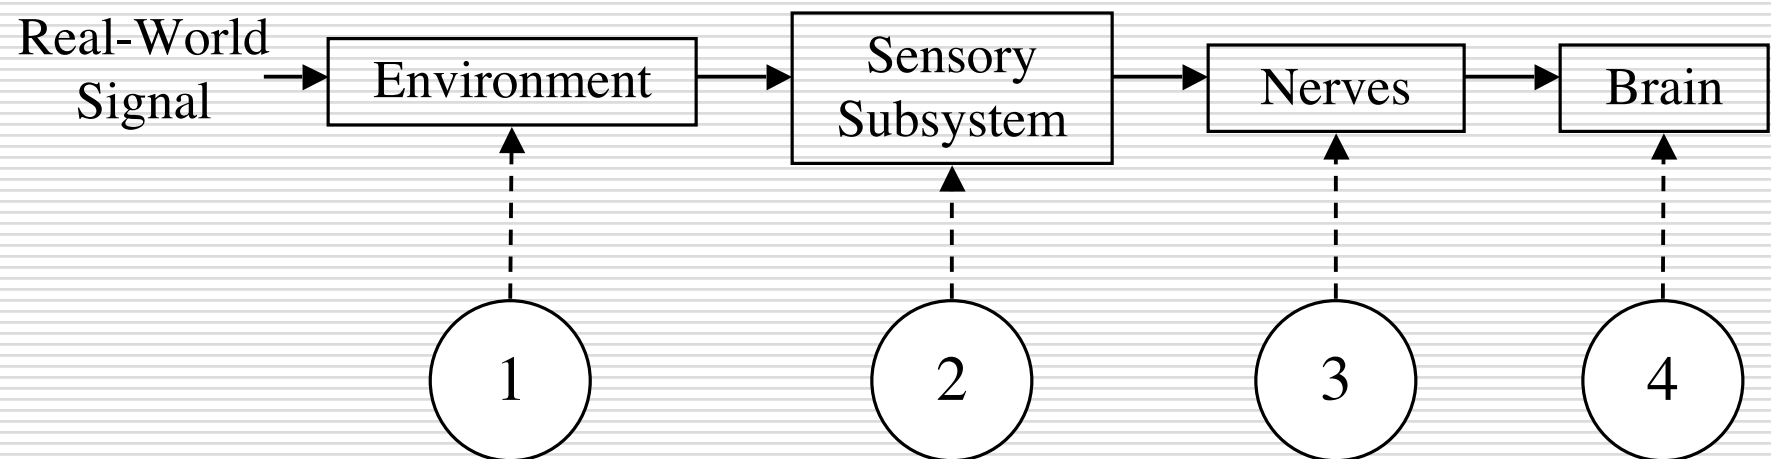 Real-World
Signal
Environment
Sensory
Subsystem
Nerves
Brain
1
2
3
4